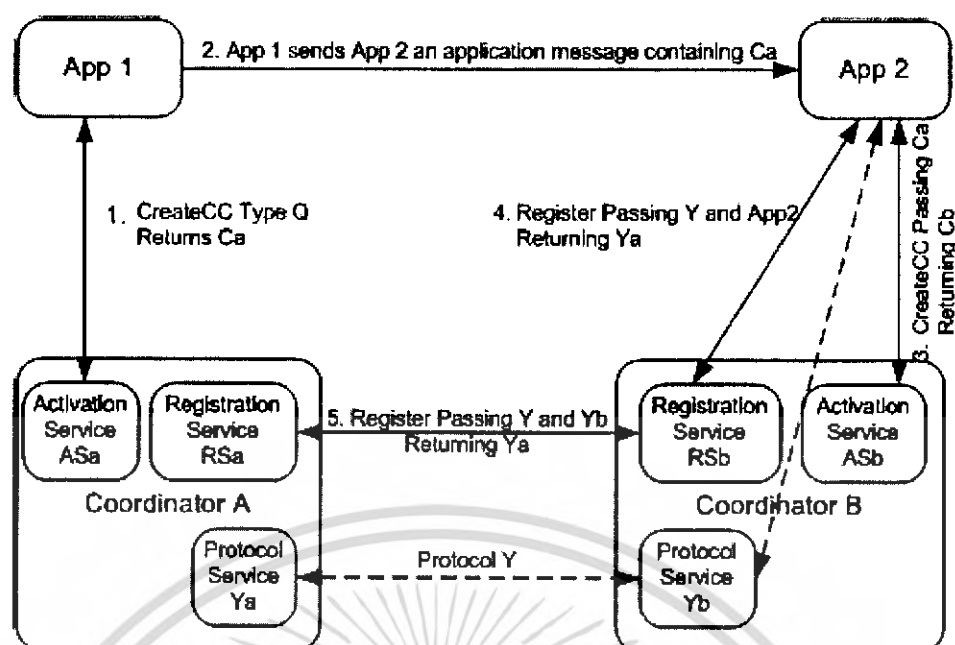 App 1
2. App 1 sends App 2 an application message containing Ca
App 2
1. CreateCC Type Q
Returns Ca
4. Register Passing Y and App2
Returning Ya
3. CreateCC Passing Ca
Returning Cb
Activation
Service
ASa
Registration
Service
RSa
5. Register Passing Y and Yb
Returning Ya
Registration
Service
RSb
Activation
Service
ASb
Coordinator A
Coordinator B
Protocol
Service
Ya
Protocol Y
Protocol
Service
Yb